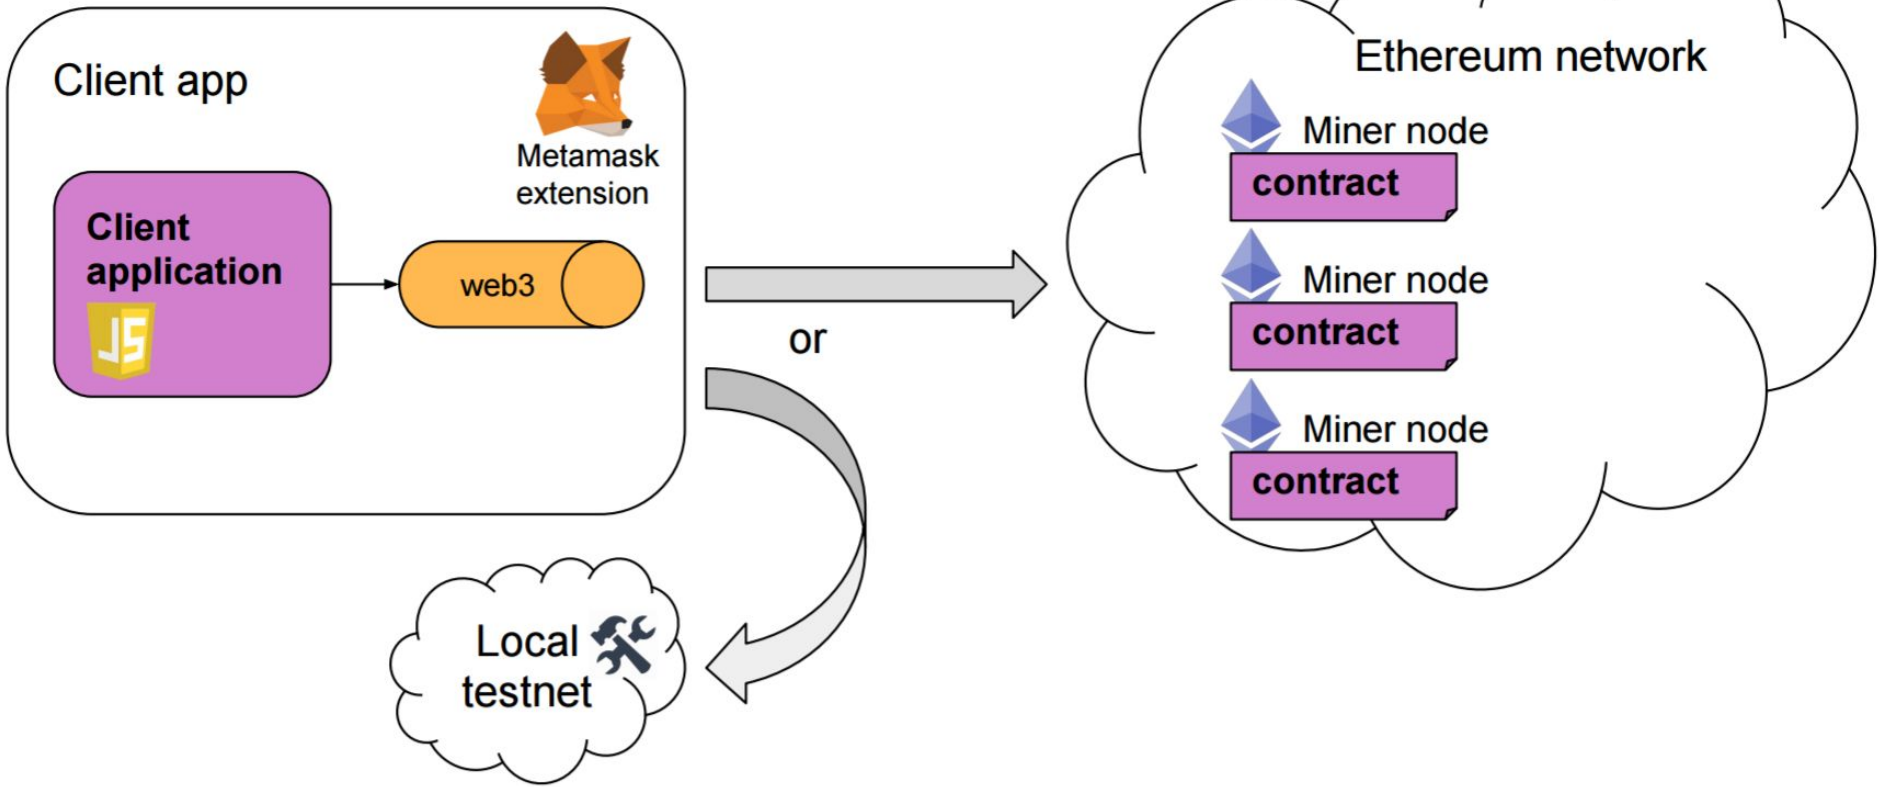 Client app
Metamask
extension
Client
application
JS
web3
or
Local
testnet
Ethereum network
Miner node
contract
Miner node
contract
Miner node
contract